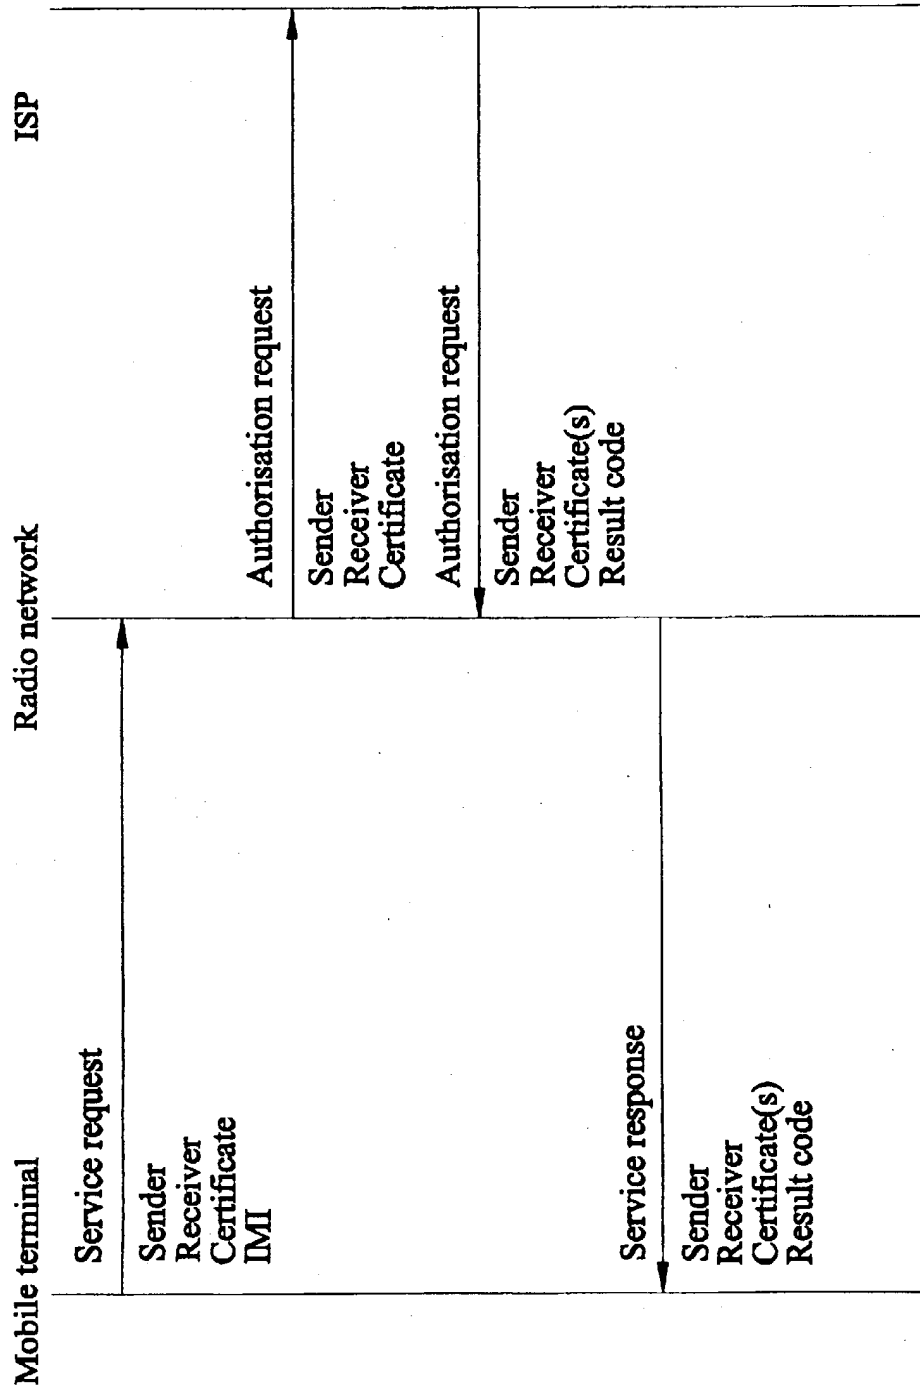 Mobile terminal
Radio network
ISP
Service request
Sender
Receiver
Certificate
IMI
Authorisation request
Sender
Receiver
Certificate
Authorisation request
Sender
Receiver
Certificate(s)
Result code
Service response
Sender
Receiver
Certificate(s)
Result code